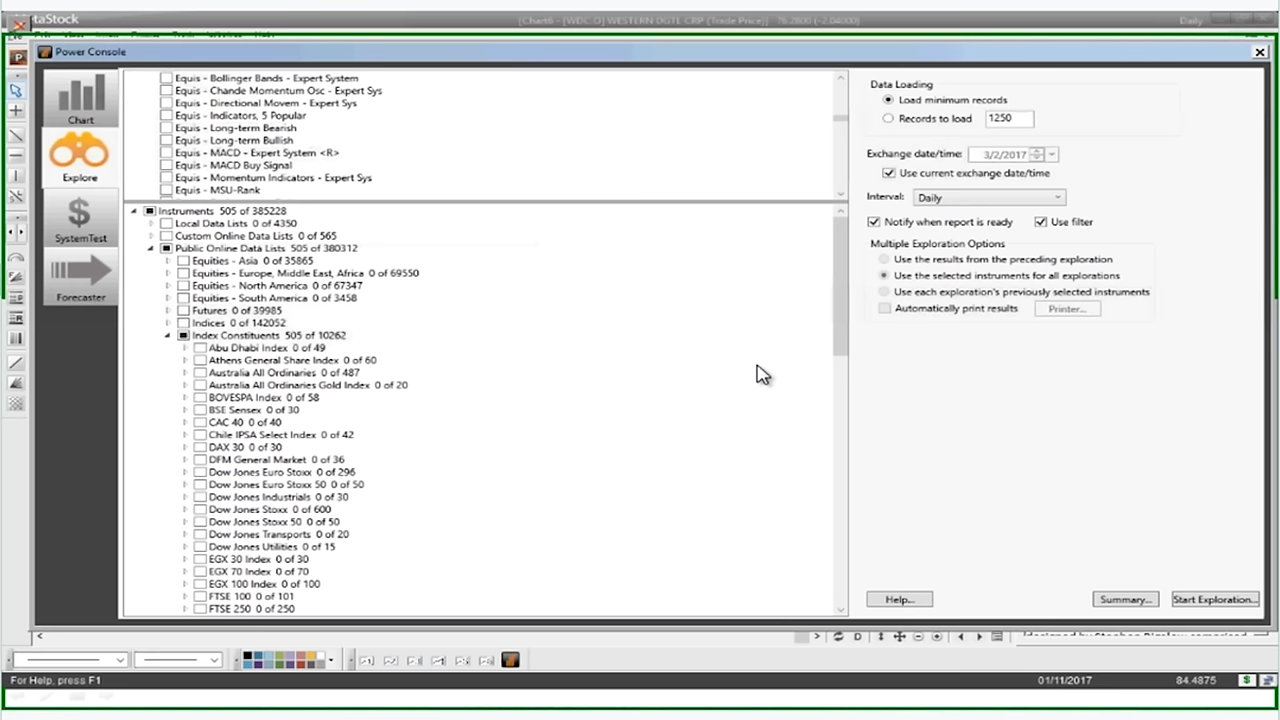 taStock
[Chart6 - [WDC.O] WESTERN DGTL CRP (Trade Price)] 76.2800 (-2.04000)
Daily
Power Console
Chart
Explore
SystemTest
Forecaster
Equis - Bollinger Bands - Expert System
Equis - Chande Momentum Osc - Expert Sys
Equis - Directional Movem - Expert Sys
Equis - Indicators, 5 Popular
Equis - Long-term Bearish
Equis - Long-term Bullish
Equis - MACD - Expert System <R>
Equis - MACD Buy Signal
Equis - Momentum Indicators - Expert Sys
Equis - MSU-Rank
Instruments 505 of 385228
Local Data Lists 0 of 4350
Custom Online Data Lists 0 of 565
Public Online Data Lists 505 of 380312
Equities - Asia 0 of 35865
Equities - Europe, Middle East, Africa 0 of 69550
Equities - North America 0 of 67347
Equities - South America 0 of 3458
Futures 0 of 39985
Indices 0 of 142052
Index Constituents 505 of 10262
Abu Dhabi Index 0 of 49
Athens General Share Index 0 of 60
Australia All Ordinaries 0 of 487
Australia All Ordinaries Gold Index 0 of 20
BOVESPA Index 0 of 58
BSE Sensex 0 of 30
CAC 40 0 of 40
Chile IPSA Select Index 0 of 42
DAX 30 0 of 30
DFM General Market 0 of 36
Dow Jones Euro Stoxx 0 of 296
Dow Jones Euro Stoxx 50 0 of 50
Dow Jones Industrials 0 of 30
Dow Jones Stoxx 0 of 600
Dow Jones Stoxx 50 0 of 50
Dow Jones Transports 0 of 20
Dow Jones Utilities 0 of 15
EGX 30 Index 0 of 30
EGX 70 Index 0 of 70
EGX 100 Index 0 of 100
FTSE 100 0 of 101
FTSE 250 0 of 250
Data Loading
Load minimum records
Records to load 1250
Exchange date/time: 3/2/2017
Use current exchange date/time
Interval: Daily
Notify when report is ready Use filter
Multiple Exploration Options
Use the results from the preceding exploration
Use the selected instruments for all explorations
Use each exploration's previously selected instruments
Automatically print results Printer...
Help... Summary... Start Exploration...
For Help, press F1
01/11/2017
84.4875